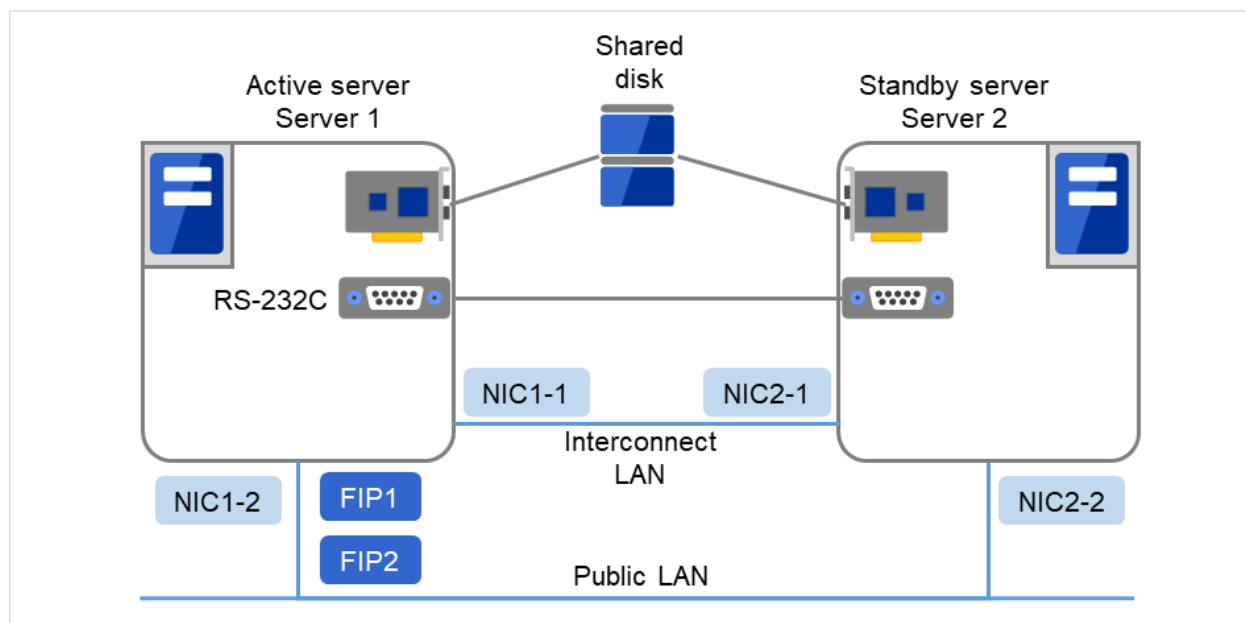 Shared
disk
Active server
Server 1
Standby server
Server 2
RS-232C
NIC1-1
NIC2-1
Interconnect
LAN
NIC1-2
FIP1
NIC2-2
FIP2
Public LAN